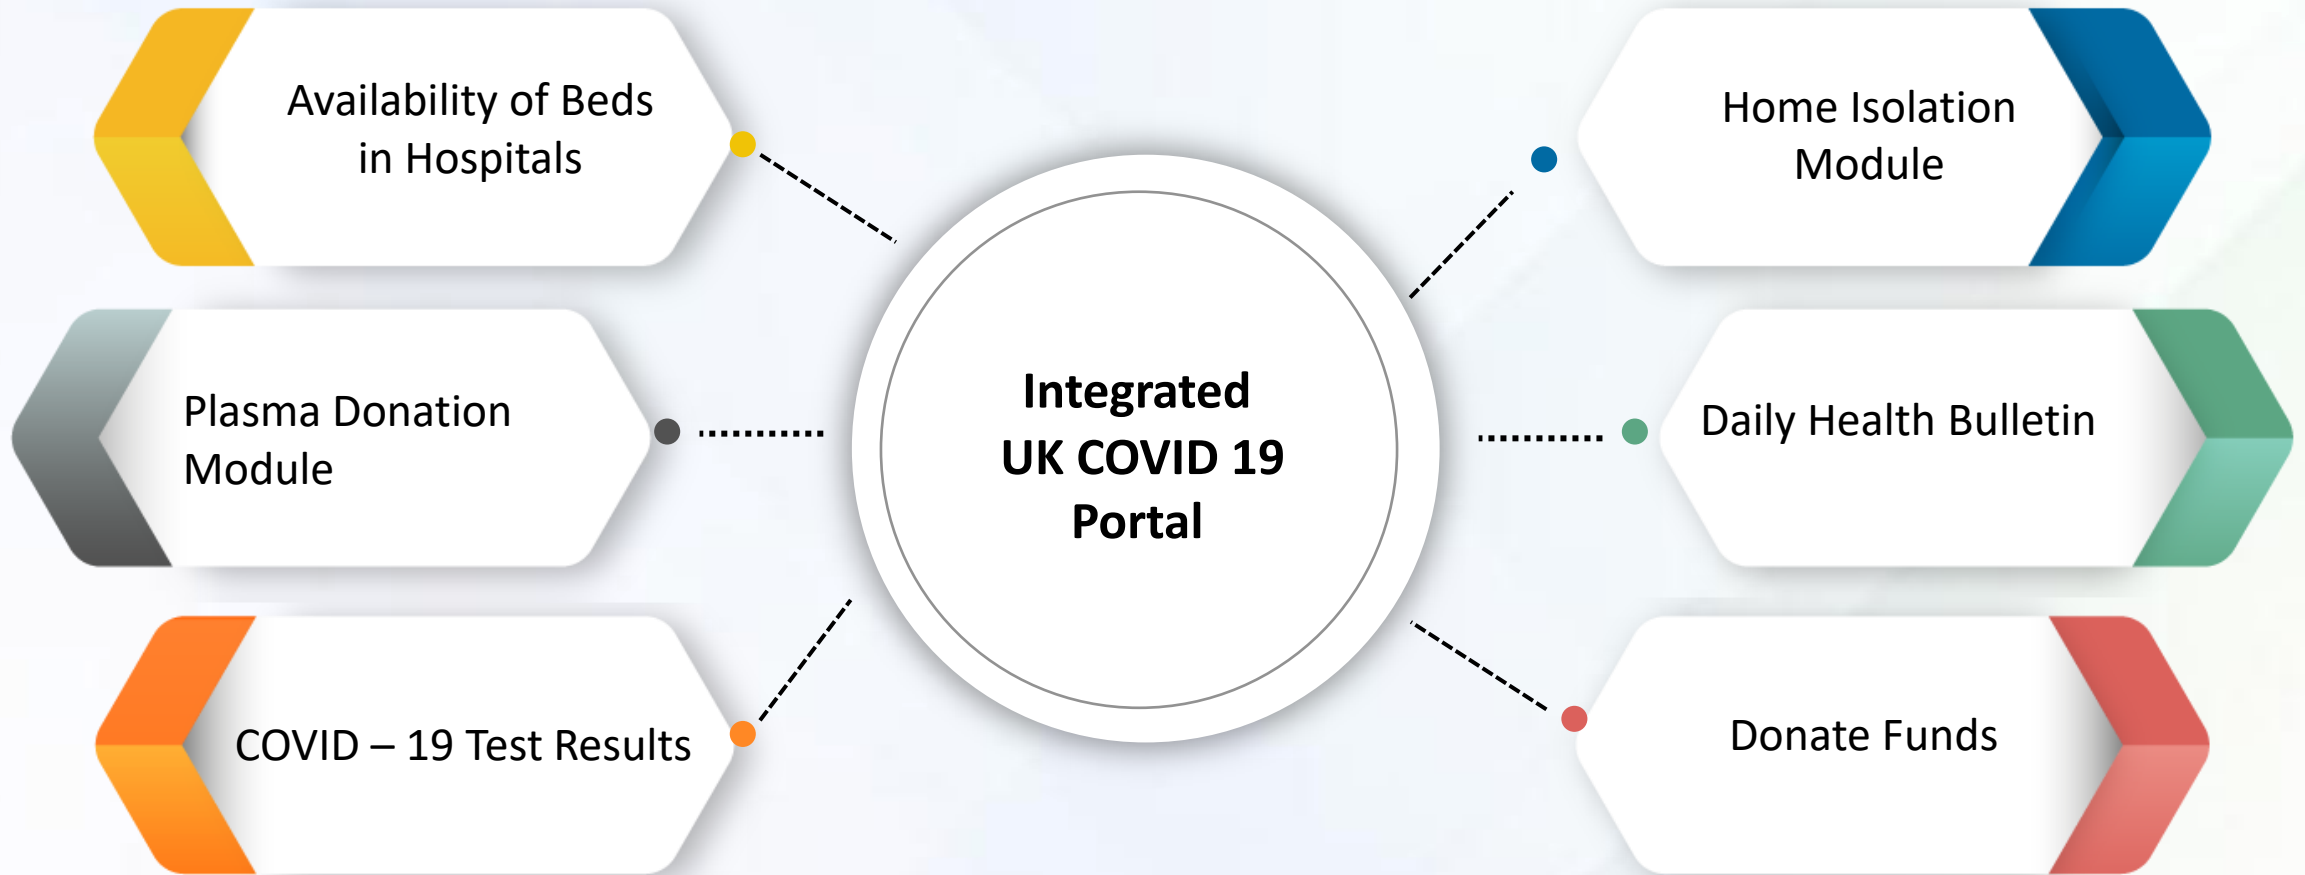 Availability of Beds
in Hospitals
Plasma Donation
Module
COVID – 19 Test Results
Integrated
UK COVID 19
Portal
Home Isolation
Module
Daily Health Bulletin
Donate Funds